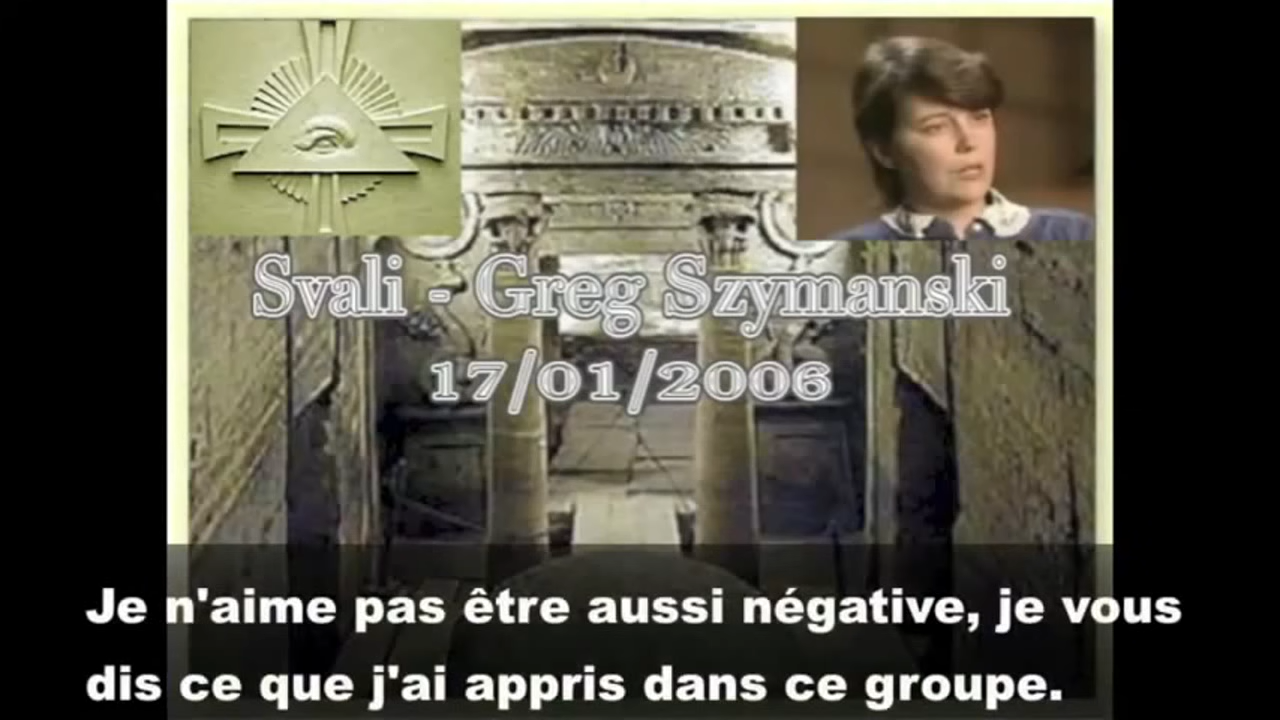 Svali - Greg Szymanski
17/01/2006
Je n'aime pas être aussi négative, je vous
dis ce que j'ai appris dans ce groupe.